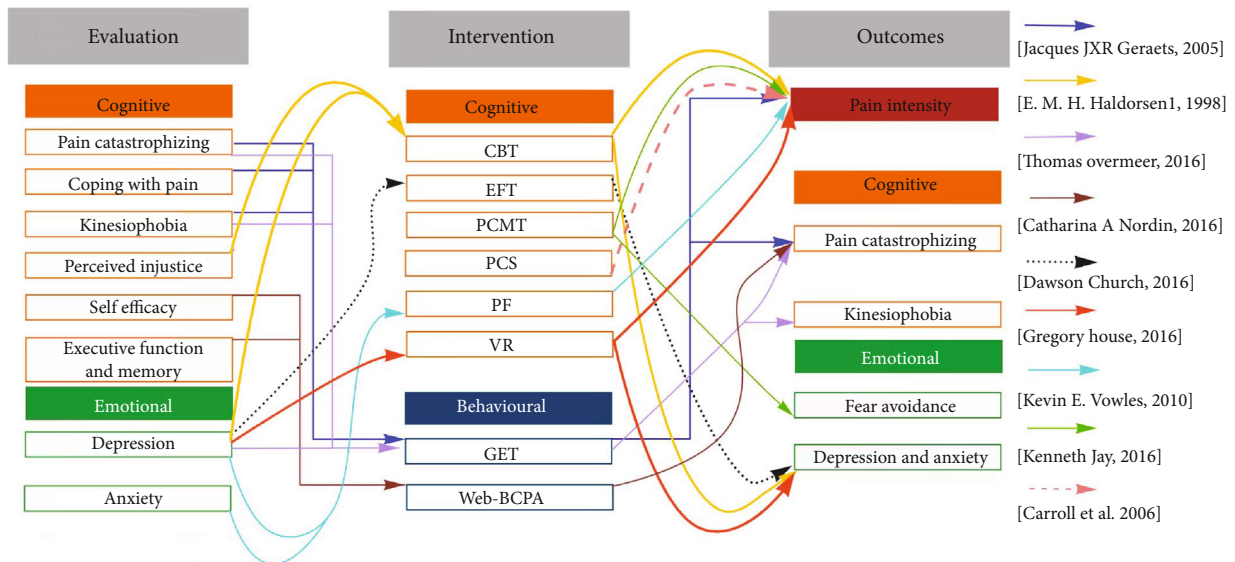 Evaluation
Cognitive
Pain catastrophizing
Coping with pain
Kinesiophobia
Perceived injustice
Self efficacy
Executive function
and memory
Emotional
Depression
Anxiety
Intervention
Cognitive
CBT
EFT
PCMT
PCS
PF
VR
Behavioural
GET
Web-BCPA
Outcomes
Pain intensity
Cognitive
Pain catastrophizing
Kinesiophobia
Emotional
Fear avoidance
Depression and anxiety
[Jacques JXR Geraets, 2005]
[E. M. H. Haldorsen1, 1998]
[Thomas overmeer, 2016]
[Catharina A Nordin, 2016]
[Dawson Church, 2016]
[Gregory house, 2016]
[Kevin E. Vowles, 2010]
[Kenneth Jay, 2016]
[Carroll et al. 2006]